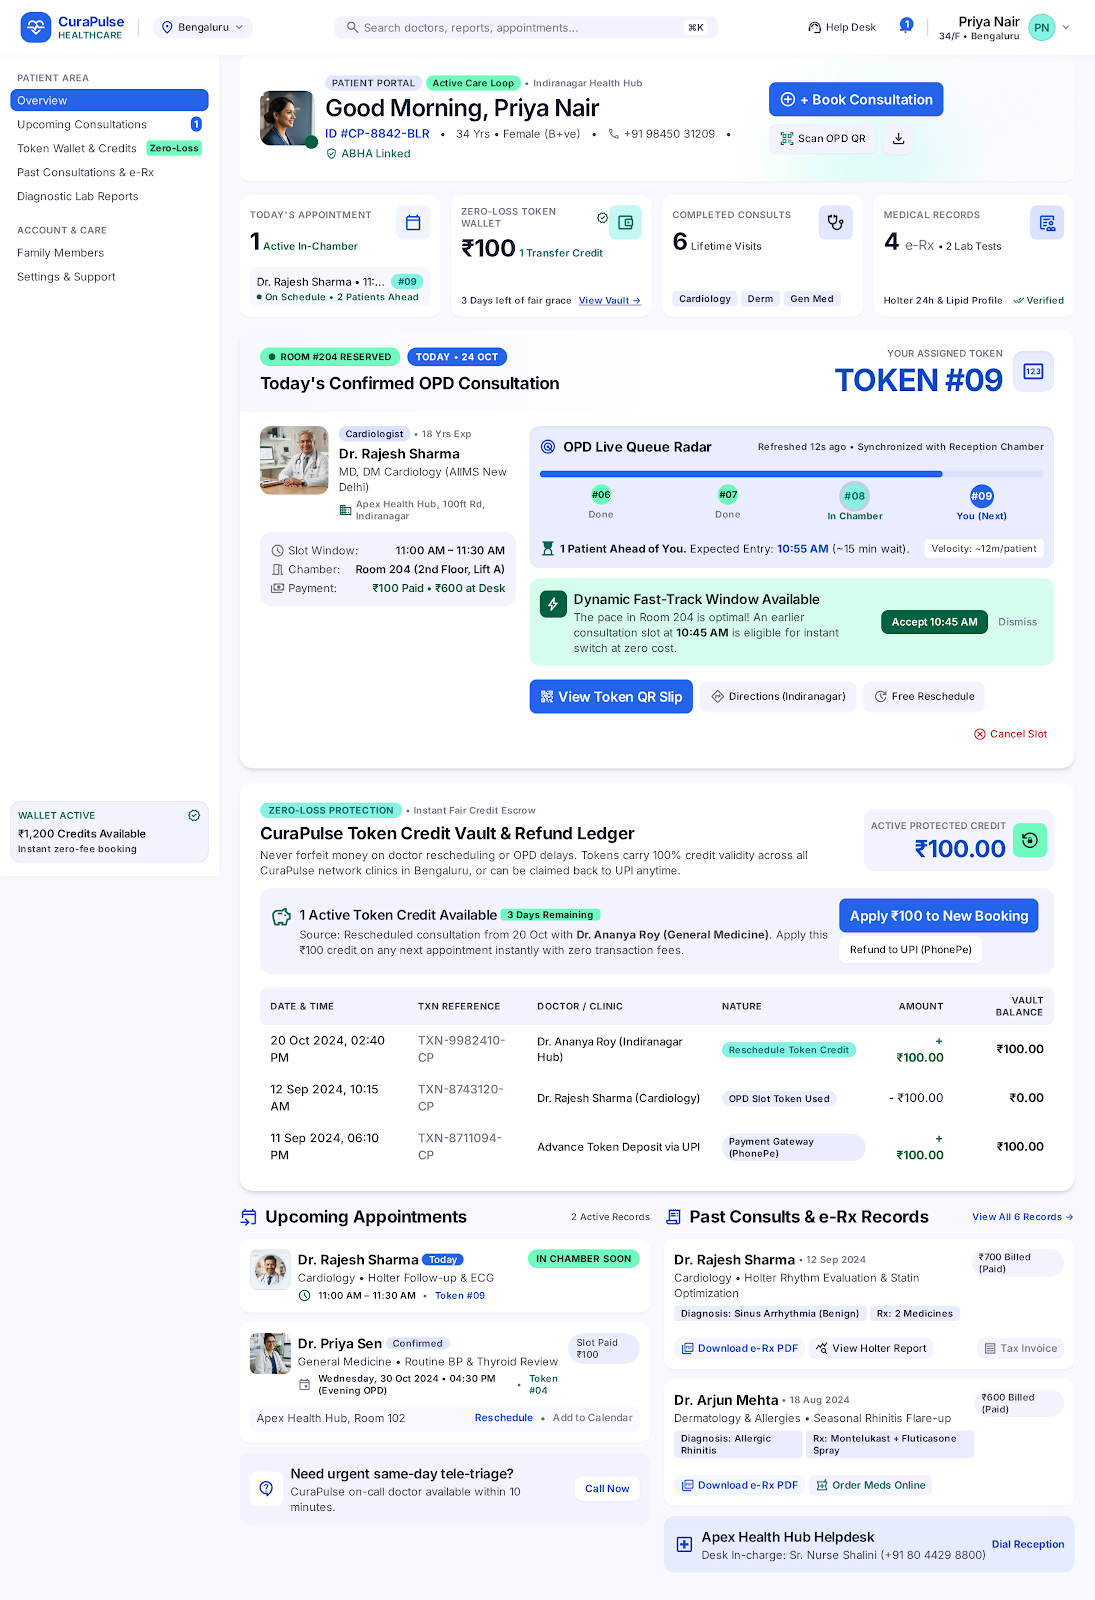 CuraPulse
HEALTHCARE
Bengaluru
Search doctors, reports, appointments...
⌘K
Help Desk
1
Priya Nair
34/F • Bengaluru
PN
PATIENT AREA
Overview
Upcoming Consultations
1
Token Wallet & Credits
Zero-Loss
Past Consultations & e-Rx
Diagnostic Lab Reports
ACCOUNT & CARE
Family Members
Settings & Support
WALLET ACTIVE
₹1,200 Credits Available
Instant zero-fee booking
PATIENT PORTAL
Active Care Loop
• Indiranagar Health Hub
Good Morning, Priya Nair
ID #CP-8842-BLR • 34 Yrs • Female (B+ve) • +91 98450 31209 •
ABHA Linked
+ Book Consultation
Scan OPD QR
TODAY'S APPOINTMENT
1 Active In-Chamber
Dr. Rajesh Sharma • 11:...
#09
• On Schedule • 2 Patients Ahead
ZERO-LOSS TOKEN
WALLET
₹100 1 Transfer Credit
3 Days left of fair grace
View Vault →
COMPLETED CONSULTS
6 Lifetime Visits
Cardiology
Derm
Gen Med
MEDICAL RECORDS
4 e-Rx • 2 Lab Tests
Holter 24h & Lipid Profile
Verified
ROOM #204 RESERVED
TODAY • 24 OCT
Today's Confirmed OPD Consultation
YOUR ASSIGNED TOKEN
TOKEN #09
123
Cardiologist
• 18 Yrs Exp
Dr. Rajesh Sharma
MD, DM Cardiology (AIIMS New
Delhi)
Apex Health Hub, 100ft Rd,
Indiranagar
Slot Window: 11:00 AM – 11:30 AM
Chamber: Room 204 (2nd Floor, Lift A)
Payment: ₹100 Paid • ₹600 at Desk
OPD Live Queue Radar
Refreshed 12s ago • Synchronized with Reception Chamber
#06
Done
#07
Done
#08
In Chamber
#09
You (Next)
1 Patient Ahead of You. Expected Entry: 10:55 AM (~15 min wait).
Velocity: ~12m/patient
Dynamic Fast-Track Window Available
The pace in Room 204 is optimal! An earlier
consultation slot at 10:45 AM is eligible for instant
switch at zero cost.
Accept 10:45 AM
Dismiss
View Token QR Slip
Directions (Indiranagar)
Free Reschedule
Cancel Slot
ZERO-LOSS PROTECTION
• Instant Fair Credit Escrow
CuraPulse Token Credit Vault & Refund Ledger
Never forfeit money on doctor rescheduling or OPD delays. Tokens carry 100% credit validity across all
CuraPulse network clinics in Bengaluru, or can be claimed back to UPI anytime.
ACTIVE PROTECTED CREDIT
₹100.00
1 Active Token Credit Available
3 Days Remaining
Source: Rescheduled consultation from 20 Oct with Dr. Ananya Roy (General Medicine). Apply this
₹100 credit on any next appointment instantly with zero transaction fees.
Apply ₹100 to New Booking
Refund to UPI (PhonePe)
DATE & TIME
TXN REFERENCE
DOCTOR / CLINIC
NATURE
AMOUNT
VAULT
BALANCE
20 Oct 2024, 02:40
PM
TXN-9982410-
CP
Dr. Ananya Roy (Indiranagar
Hub)
Reschedule Token Credit
+
₹100.00
₹100.00
12 Sep 2024, 10:15
AM
TXN-8743120-
CP
Dr. Rajesh Sharma (Cardiology)
OPD Slot Token Used
- ₹100.00
₹0.00
11 Sep 2024, 06:10
PM
TXN-8711094-
CP
Advance Token Deposit via UPI
Payment Gateway
(PhonePe)
+
₹100.00
₹100.00
Upcoming Appointments
2 Active Records
Dr. Rajesh Sharma
Today
IN CHAMBER SOON
Cardiology • Holter Follow-up & ECG
11:00 AM – 11:30 AM • Token #09
Dr. Priya Sen
Confirmed
Slot Paid
₹100
General Medicine • Routine BP & Thyroid Review
Wednesday, 30 Oct 2024 • 04:30 PM
(Evening OPD)
•
Token
#04
Apex Health Hub, Room 102
Reschedule • Add to Calendar
Need urgent same-day tele-triage?
CuraPulse on-call doctor available within 10
minutes.
Call Now
Past Consults & e-Rx Records
View All 6 Records →
Dr. Rajesh Sharma • 12 Sep 2024
₹700 Billed
(Paid)
Cardiology • Holter Rhythm Evaluation & Statin
Optimization
Diagnosis: Sinus Arrhythmia (Benign)
Rx: 2 Medicines
Download e-Rx PDF
View Holter Report
Tax Invoice
Dr. Arjun Mehta • 18 Aug 2024
₹600 Billed
(Paid)
Dermatology & Allergies • Seasonal Rhinitis Flare-up
Diagnosis: Allergic
Rhinitis
Rx: Montelukast + Fluticasone
Spray
Download e-Rx PDF
Order Meds Online
Apex Health Hub Helpdesk
Desk In-charge: Sr. Nurse Shalini (+91 80 4429 8800)
Dial Reception